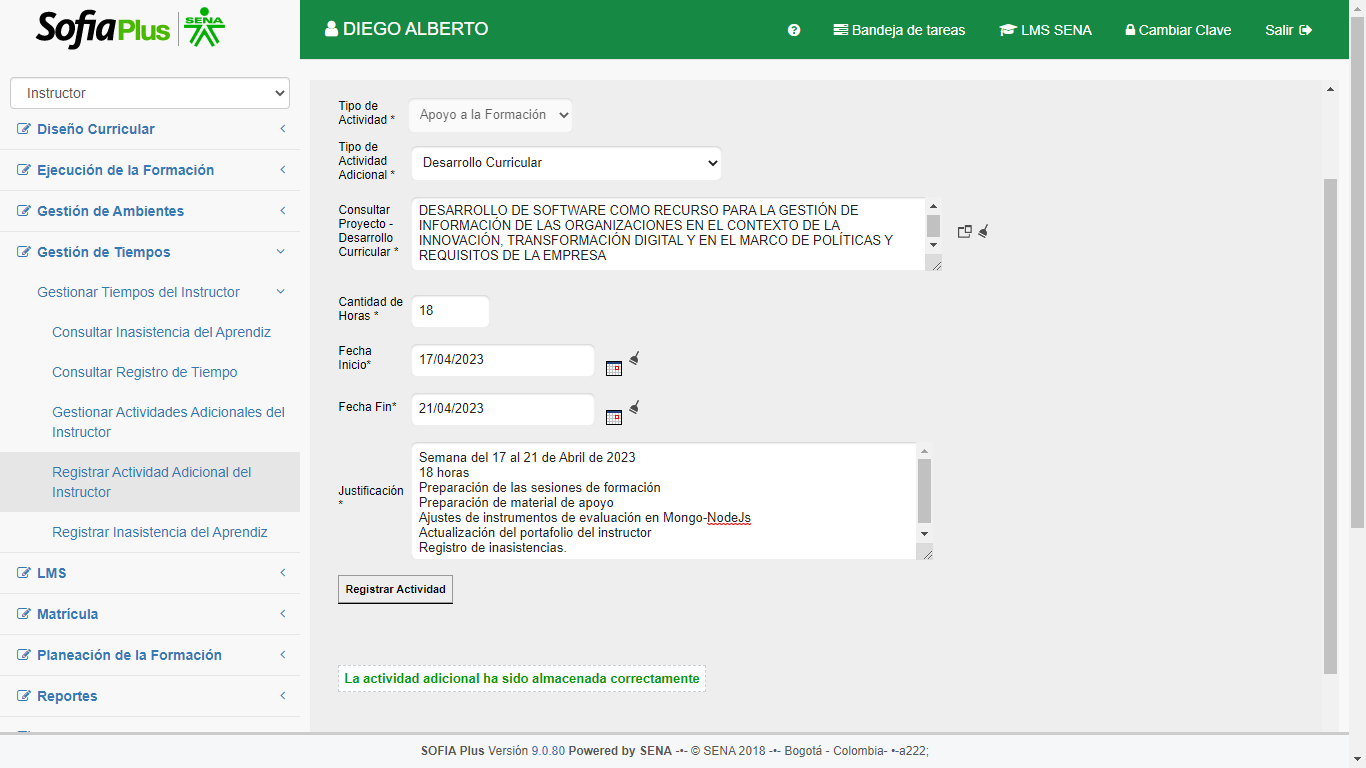 Sofia Plus SENA
DIEGO ALBERTO
Bandeja de tareas
LMS SENA
Cambiar Clave
Salir
Instructor
Diseño Curricular
Ejecución de la Formación
Gestión de Ambientes
Gestión de Tiempos
Gestionar Tiempos del Instructor
Consultar Inasistencia del Aprendiz
Consultar Registro de Tiempo
Gestionar Actividades Adicionales del
Instructor
Registrar Actividad Adicional del
Instructor
Registrar Inasistencia del Aprendiz
LMS
Matrícula
Planeación de la Formación
Reportes
Tipo de
Actividad *
Apoyo a la Formación
Tipo de
Actividad
Adicional *
Desarrollo Curricular
Consultar
Proyecto -
Desarrollo
Curricular *
DESARROLLO DE SOFTWARE COMO RECURSO PARA LA GESTIÓN DE
INFORMACIÓN DE LAS ORGANIZACIONES EN EL CONTEXTO DE LA
INNOVACIÓN, TRANSFORMACIÓN DIGITAL Y EN EL MARCO DE POLÍTICAS Y
REQUISITOS DE LA EMPRESA
Cantidad de
Horas *
18
Fecha
Inicio*
17/04/2023
Fecha Fin*
21/04/2023
Justificación
*
Semana del 17 al 21 de Abril de 2023
18 horas
Preparación de las sesiones de formación
Preparación de material de apoyo
Ajustes de instrumentos de evaluación en Mongo-NodeJs
Actualización del portafolio del instructor
Registro de inasistencias.
Registrar Actividad
La actividad adicional ha sido almacenada correctamente
SOFIA Plus Versión 9.0.80 Powered by SENA -•- © SENA 2018 -•- Bogotá - Colombia- •-a222;